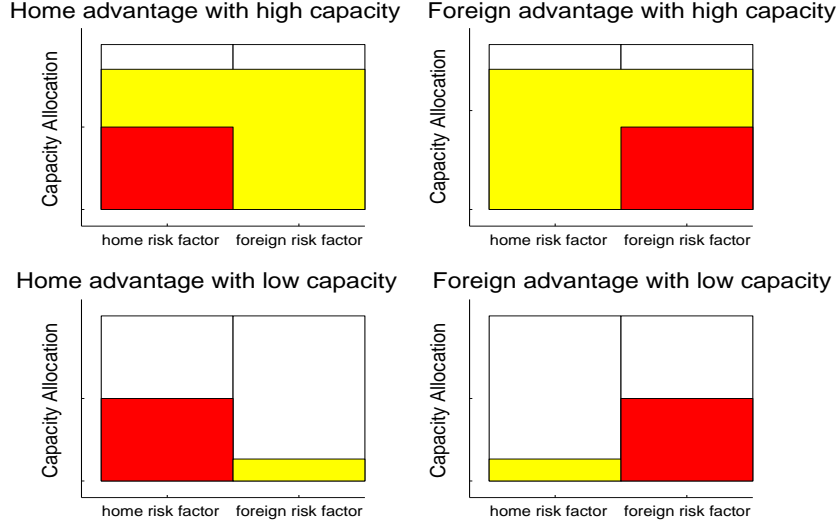 Home advantage with high capacity
Foreign advantage with high capacity
Capacity Allocation
home risk factor
foreign risk factor
Capacity Allocation
home risk factor
foreign risk factor
Home advantage with low capacity
Foreign advantage with low capacity
Capacity Allocation
home risk factor
foreign risk factor
Capacity Allocation
home risk factor
foreign risk factor